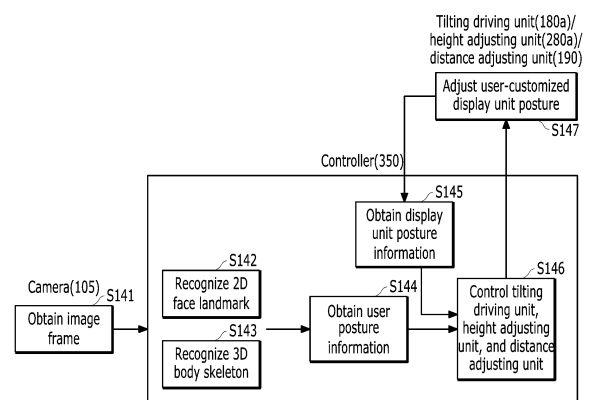 Tilting driving unit(180a)/
height adjusting unit(280a)/
distance adjusting unit(190)
Adjust user-customized
display unit posture
S147
Controller(350)
S145
Obtain display
unit posture
information
S142
Recognize 2D
face landmark
S146
Control tilting
driving unit,
height adjusting
unit, and distance
adjusting unit
Camera(105)
S141
Obtain image
frame
S144
Obtain user
posture
information
S143
Recognize 3D
body skeleton